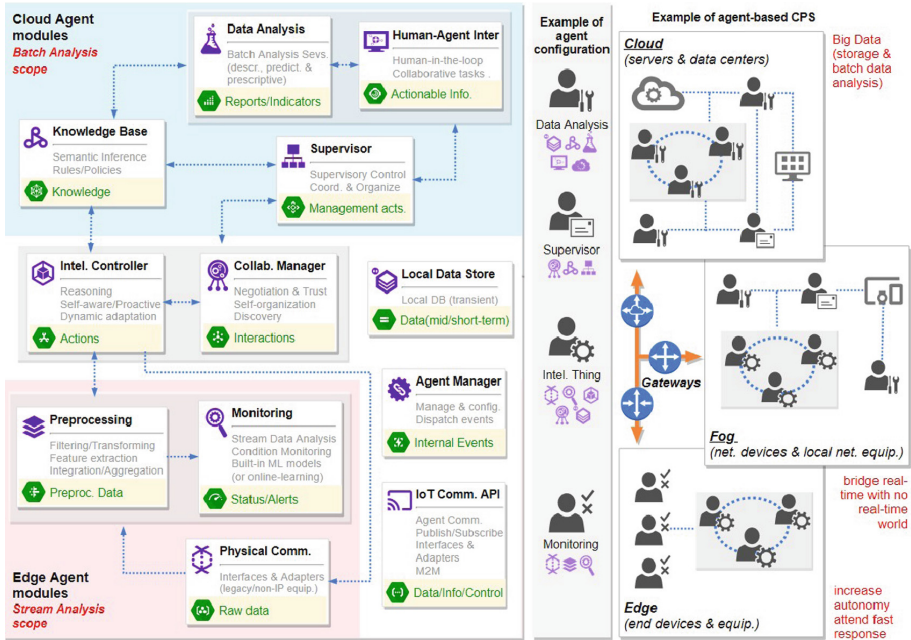 Cloud Agent
modules
Batch Analysis
scope
Data Analysis
Batch Analysis Sevs.
(descr., predict. &
prescriptive)
Reports/Indicators
Human-Agent Inter
Human-in-the-loop
Collaborative tasks .
Actionable Info.
Knowledge Base
Semantic Inference
Rules/Policies
Knowledge
Supervisor
Supervisory Control
Coord. & Organize
Management acts.
Intel. Controller
Reasoning
Self-aware/Proactive
Dynamic adaptation
Actions
Collab. Manager
Negotiation & Trust
Self-organization
Discovery
Interactions
Local Data Store
Local DB (transient)
Data(mid/short-term)
Agent Manager
Manage & config.
Dispatch events
Internal Events
Preprocessing
Filtering/Transforming
Feature extraction
Integration/Aggregation
Preproc. Data
Monitoring
Stream Data Analysis
Condition Monitoring
Built-in ML models
(or online-learning)
Status/Alerts
IoT Comm. API
Agent Comm.
Publish/Subscribe
Interfaces &
Adapters
M2M
Data/Info/Control
Physical Comm.
Interfaces & Adapters
(legacy/non-IP equip.)
Raw data
Edge Agent
modules
Stream Analysis
scope
Example of
agent
configuration
Data Analysis
Supervisor
Intel. Thing
Monitoring
Example of agent-based CPS
Cloud
(servers & data centers)
Big Data
(storage &
batch data
analysis)
Gateways
Fog
(net. devices & local net. equip.)
bridge real-
time with no
real-time
world
Edge
(end devices & equip.)
increase
autonomy
attend fast
response